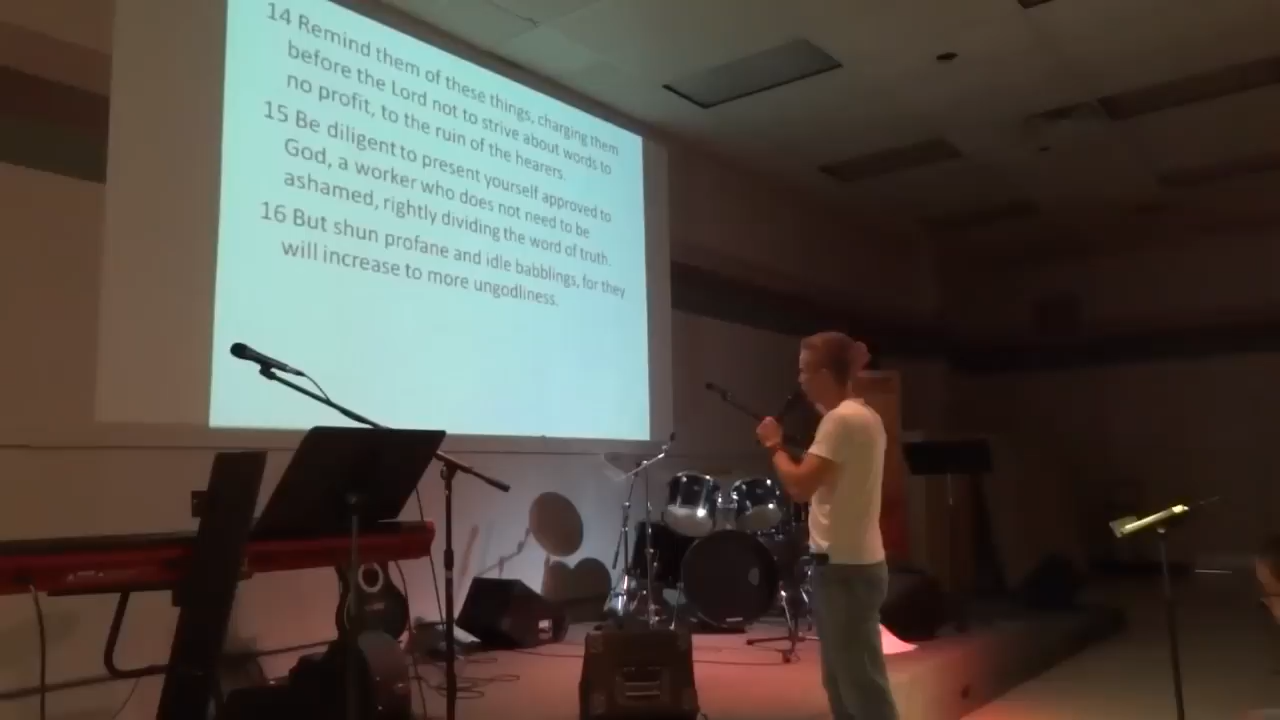 14 Remind them of these things, charging them
before the Lord not to strive about words to
no profit, to the ruin of the hearers.
15 Be diligent to present yourself approved to
God, a worker who does not need to be
ashamed, rightly dividing the word of truth.
16 But shun profane and idle babblings, for they
will increase to more ungodliness.